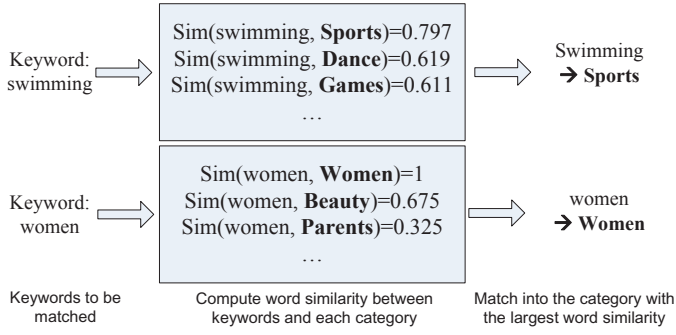 Keyword:
swimming
Sim(swimming, Sports)=0.797
Sim(swimming, Dance)=0.619
Sim(swimming, Games)=0.611
…
Swimming
→ Sports
Keyword:
women
Sim(women, Women)=1
Sim(women, Beauty)=0.675
Sim(women, Parents)=0.325
…
women
→ Women
Keywords to be
matched
Compute word similarity between
keywords and each category
Match into the category with
the largest word similarity